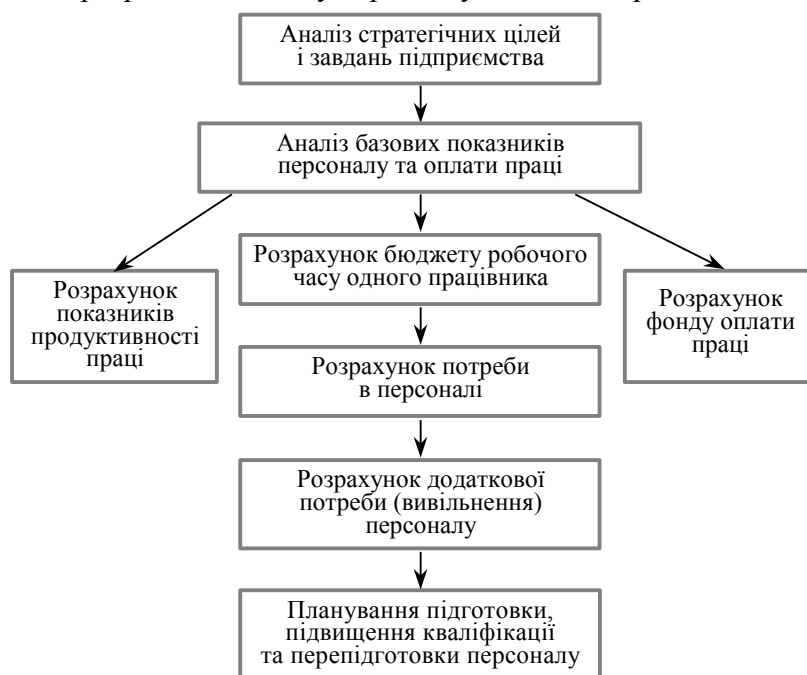 Аналіз стратегічних цілей
і завдань підприємства
Аналіз базових показників
персоналу та оплати праці
Розрахунок бюджету робочого
часу одного працівника
Розрахунок
показників
продуктивності
праці
Розрахунок
фонду оплати
праці
Розрахунок потреби
в персоналі
Розрахунок додаткової
потреби (вивільнення)
персоналу
Планування підготовки,
підвищення кваліфікації
та перепідготовки персоналу